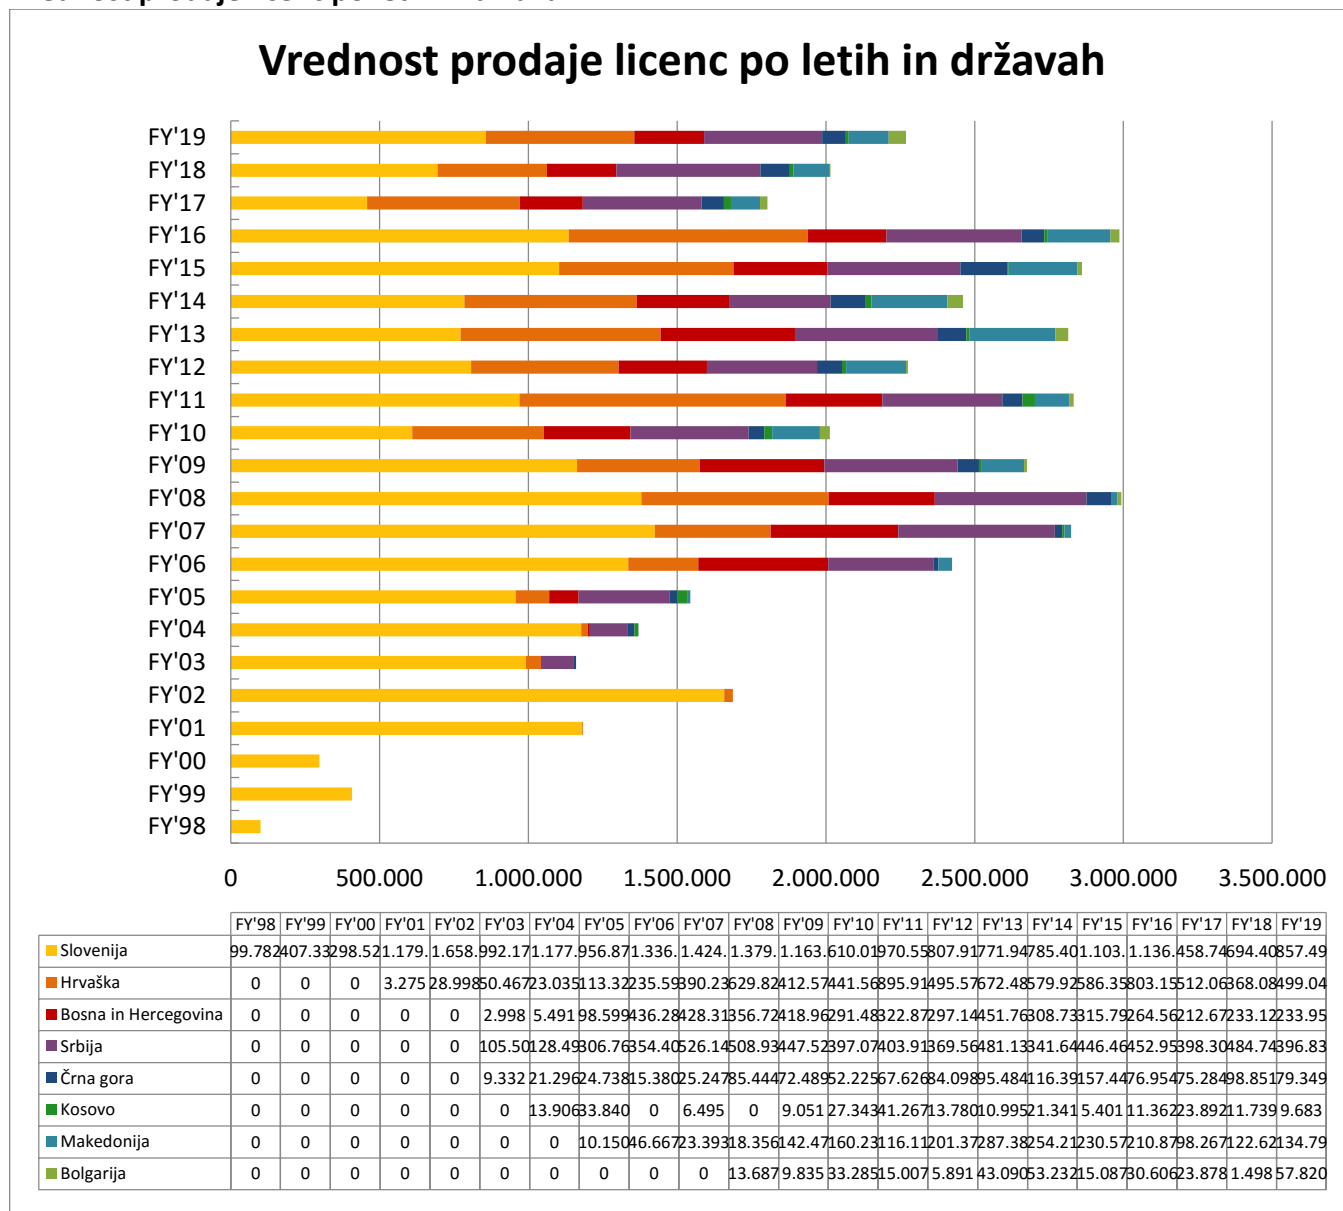 Vrednost prodaje licenc po letih in državah
FY'19
FY'18
FY'17
FY'16
FY'15
FY'14
FY'13
FY'12
FY'11
FY'10
FY'09
FY'08
FY'07
FY'06
FY'05
FY'04
FY'03
FY'02
FY'01
FY'00
FY'99
FY'98
0 500.000 1.000.000 1.500.000 2.000.000 2.500.000 3.000.000 3.500.000
FY'98 FY'99 FY'00 FY'01 FY'02 FY'03 FY'04 FY'05 FY'06 FY'07 FY'08 FY'09 FY'10 FY'11 FY'12 FY'13 FY'14 FY'15 FY'16 FY'17 FY'18 FY'19
Slovenija 99.782 407.33 298.52 1.179. 1.658. 992.17 1.177. 956.87 1.336. 1.424. 1.379. 1.163. 610.01 970.55 807.91 771.94 785.40 1.103. 1.136. 458.74 694.40 857.49
Hrvaška 0 0 0 3.275 28.998 50.467 23.035 113.32 235.59 390.23 629.82 412.57 441.56 895.91 495.57 672.48 579.92 586.35 803.15 512.06 368.08 499.04
Bosna in Hercegovina 0 0 0 0 0 2.998 5.491 98.599 436.28 428.31 356.72 418.96 291.48 322.87 297.14 451.76 308.73 315.79 264.56 212.67 233.12 233.95
Srbija 0 0 0 0 0 105.50 128.49 306.76 354.40 526.14 508.93 447.52 397.07 403.91 369.56 481.13 341.64 446.46 452.95 398.30 484.74 396.83
Črna gora 0 0 0 0 0 9.332 21.296 24.738 15.380 25.247 85.444 72.489 52.225 67.626 84.098 95.484 116.39 157.44 76.954 75.284 98.851 79.349
Kosovo 0 0 0 0 0 0 13.906 33.840 0 6.495 0 9.051 27.343 41.267 13.780 10.995 21.341 5.401 11.362 23.892 11.739 9.683
Makedonija 0 0 0 0 0 0 0 10.150 46.667 23.393 18.356 142.47 160.23 116.11 201.37 287.38 254.21 230.57 210.87 98.267 122.62 134.79
Bolgarija 0 0 0 0 0 0 0 0 0 0 13.687 9.835 33.285 15.007 5.891 43.090 53.232 15.087 30.606 23.878 1.498 57.820